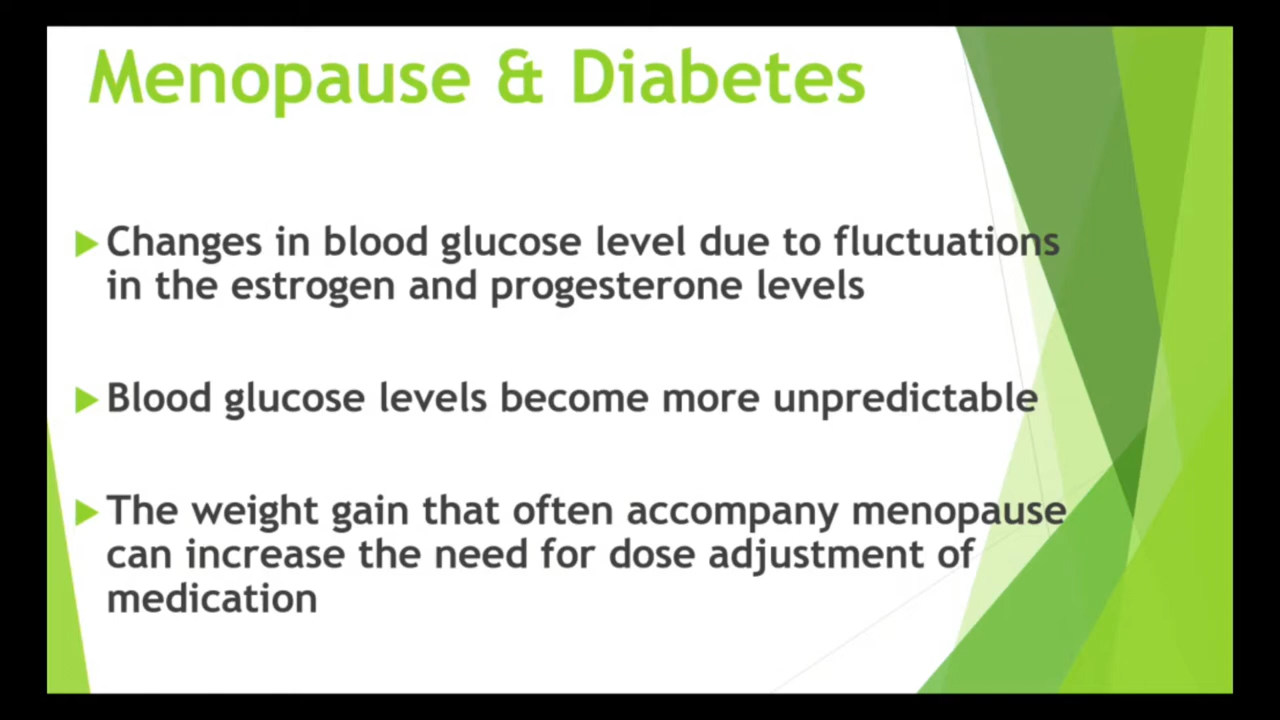 Menopause & Diabetes
Changes in blood glucose level due to fluctuations
in the estrogen and progesterone levels
Blood glucose levels become more unpredictable
The weight gain that often accompany menopause
can increase the need for dose adjustment of
medication